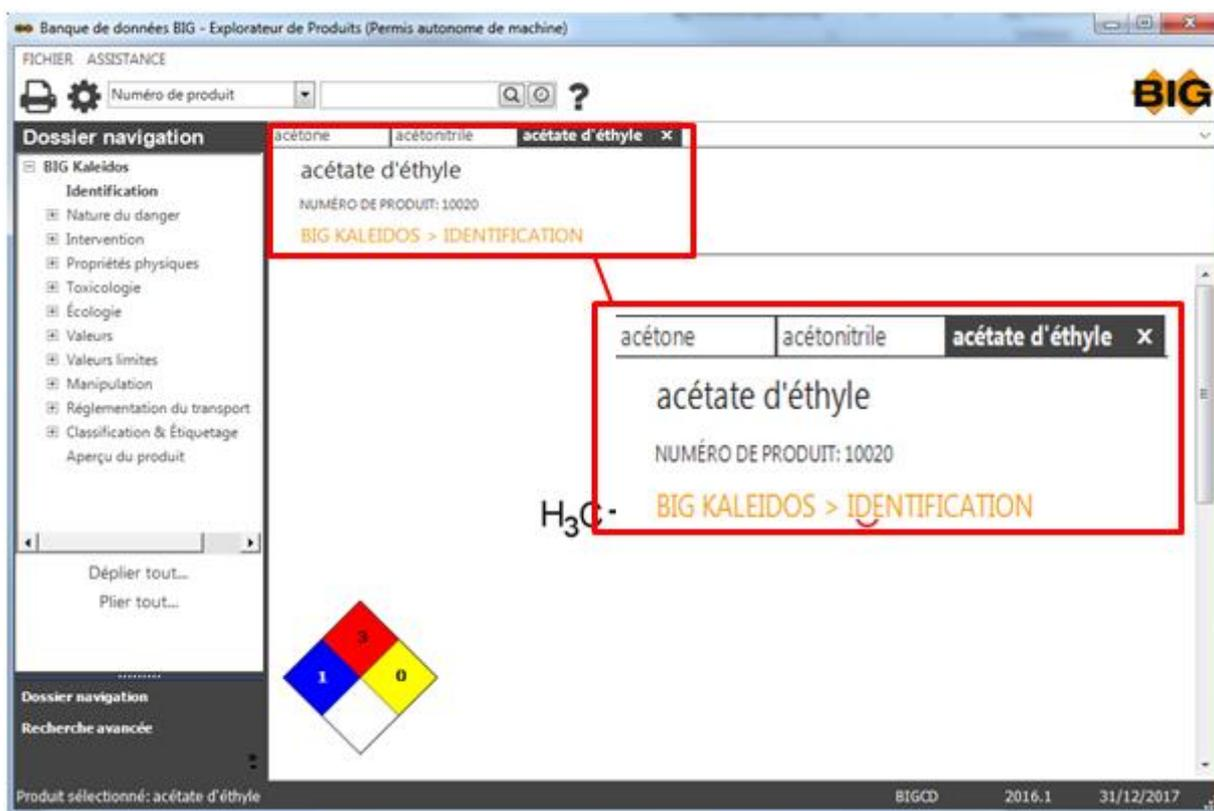 Banque de données BIG - Explorateur de Produits (Permis autonome de machine)
FICHIER ASSISTANCE
Numéro de produit
?
BIG
Dossier navigation
BIG Kaleidos
Identification
Nature du danger
Intervention
Propriétés physiques
Toxicologie
Écologie
Valeurs
Valeurs limites
Manipulation
Réglementation du transport
Classification & Étiquetage
Aperçu du produit
Déplier tout...
Plier tout...
Dossier navigation
Recherche avancée
acétone acétonitrile acétate d'éthyle x
acétate d'éthyle
NUMÉRO DE PRODUIT: 10020
BIG KALEIDOS > IDENTIFICATION
acétone acétonitrile acétate d'éthyle x
acétate d'éthyle
NUMÉRO DE PRODUIT: 10020
BIG KALEIDOS > IDENTIFICATION
H₃C
3
1 0
Produit sélectionné: acétate d'éthyle BIGCD 2016.1 31/12/2017